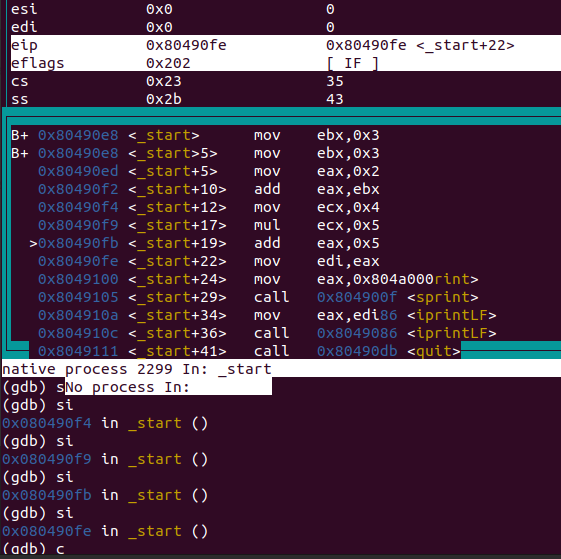 esi 0x0 0
edi 0x0 0
eip 0x80490fe 0x80490fe <_start+22>
eflags 0x202 [ IF ]
cs 0x23 35
ss 0x2b 43
B+ 0x80490e8 <_start> mov ebx,0x3
B+ 0x80490e8 <_start>5> mov ebx,0x3
0x80490ed <_start+5> mov eax,0x2
0x80490f2 <_start+10> add eax,ebx
0x80490f4 <_start+12> mov ecx,0x4
0x80490f9 <_start+17> mul ecx,0x5
>0x80490fb <_start+19> add eax,0x5
0x80490fe <_start+22> mov edi,eax
0x8049100 <_start+24> mov eax,0x804a000rint>
0x8049105 <_start+29> call 0x804900f <sprint>
0x804910a <_start+34> mov eax,edi86 <iprintLF>
0x804910c <_start+36> call 0x8049086 <iprintLF>
0x8049111 <_start+41> call 0x80490db <quit>
native process 2299 In: _start
(gdb) sNo process In:
(gdb) si
0x080490f4 in _start ()
(gdb) si
0x080490f9 in _start ()
(gdb) si
0x080490fb in _start ()
(gdb) si
0x080490fe in _start ()
(gdb) c